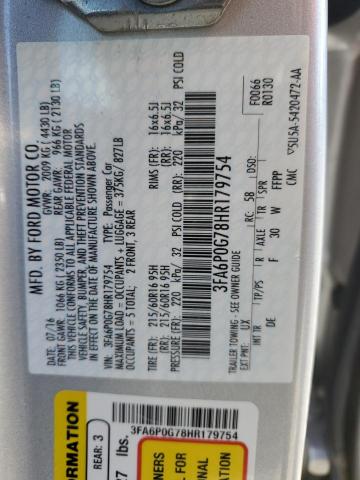 MFD. BY FORD MOTOR CO.
DATE: 07/16 GVWR: 2009 KG ( 4430 LB)
FRONT GAWR: 1066 KG (2350 LB) REAR GAWR: 966 KG ( 2130 LB)
THIS VEHICLE CONFORMS TO ALL APPLICABLE FEDERAL MOTOR
VEHICLE SAFETY, BUMPER, AND THEFT PREVENTION STANDARDS
IN EFFECT ON THE DATE OF MANUFACTURE SHOWN ABOVE.
VIN: 3FA6P0G78HR179754 TYPE: Passenger Car
MAXIMUM LOAD = OCCUPANTS + LUGGAGE = 375KG/ 827LB
OCCUPANTS = 5 TOTAL: 2 FRONT, 3 REAR
TIRE (FR): 215/60R16 95H RIMS (FR): 16x6.5J
(RR): 215/60R16 95H (RR): 16x6.5J
PRESSURE (FR): 220 kPa/ 32 PSI COLD (RR): 220 kPa/ 32 PSI COLD
3FA6P0G78HR179754
F0066
R0130
TRAILER TOWING - SEE OWNER GUIDE
EXT PNT: UX RC: 58 DSO:
INT TR TP/PS R AXLE TR SPR
DE F 30 W FFPP
CMC
5U5A-5420472-AA
3FA6P0G78HR179754
REAR: 3
lbs.